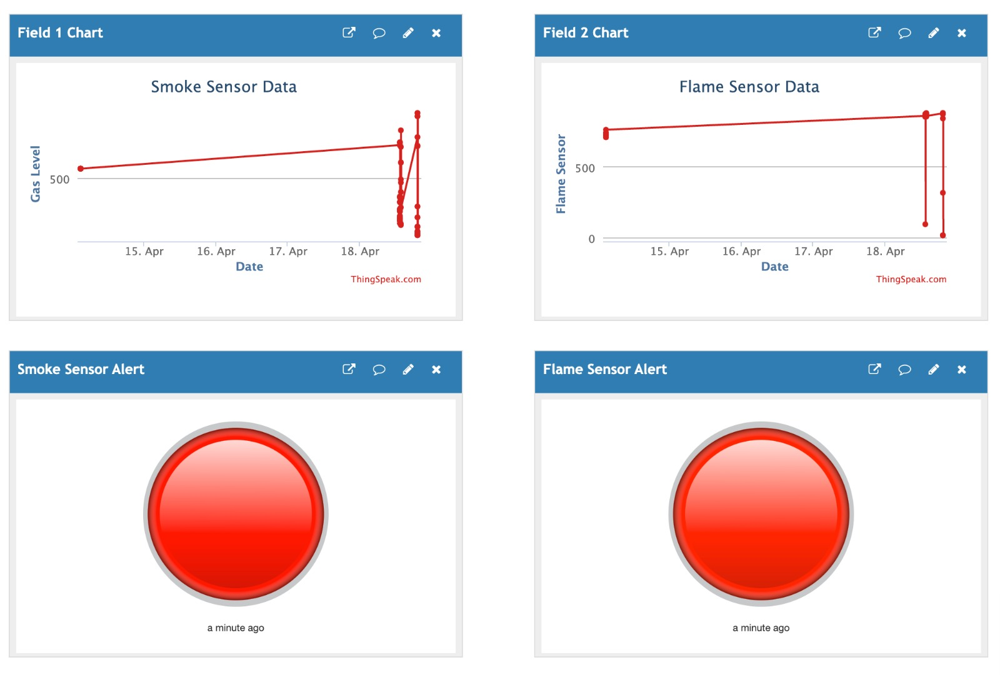 Field 1 Chart
Smoke Sensor Data
Gas Level
500
15. Apr 16. Apr 17. Apr 18. Apr
Date
ThingSpeak.com
Field 2 Chart
Flame Sensor Data
Flame Sensor
500
0
15. Apr 16. Apr 17. Apr 18. Apr
Date
ThingSpeak.com
Smoke Sensor Alert
a minute ago
Flame Sensor Alert
a minute ago